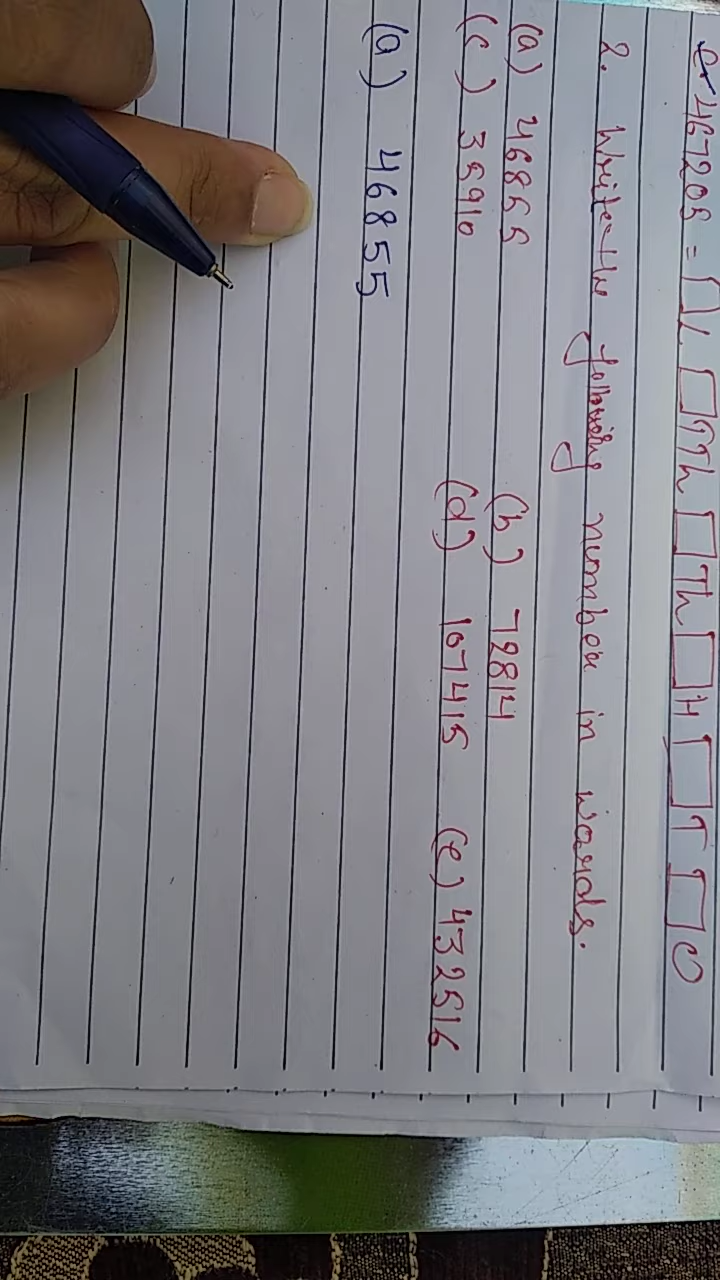 e 467205 = □ L □ TTh □ Th □ H □ T □ O
2. Write the following number in words.
(a) 46855 (b) 72814
(c) 35910 (d) 107415 (e) 432516
(a) 46855